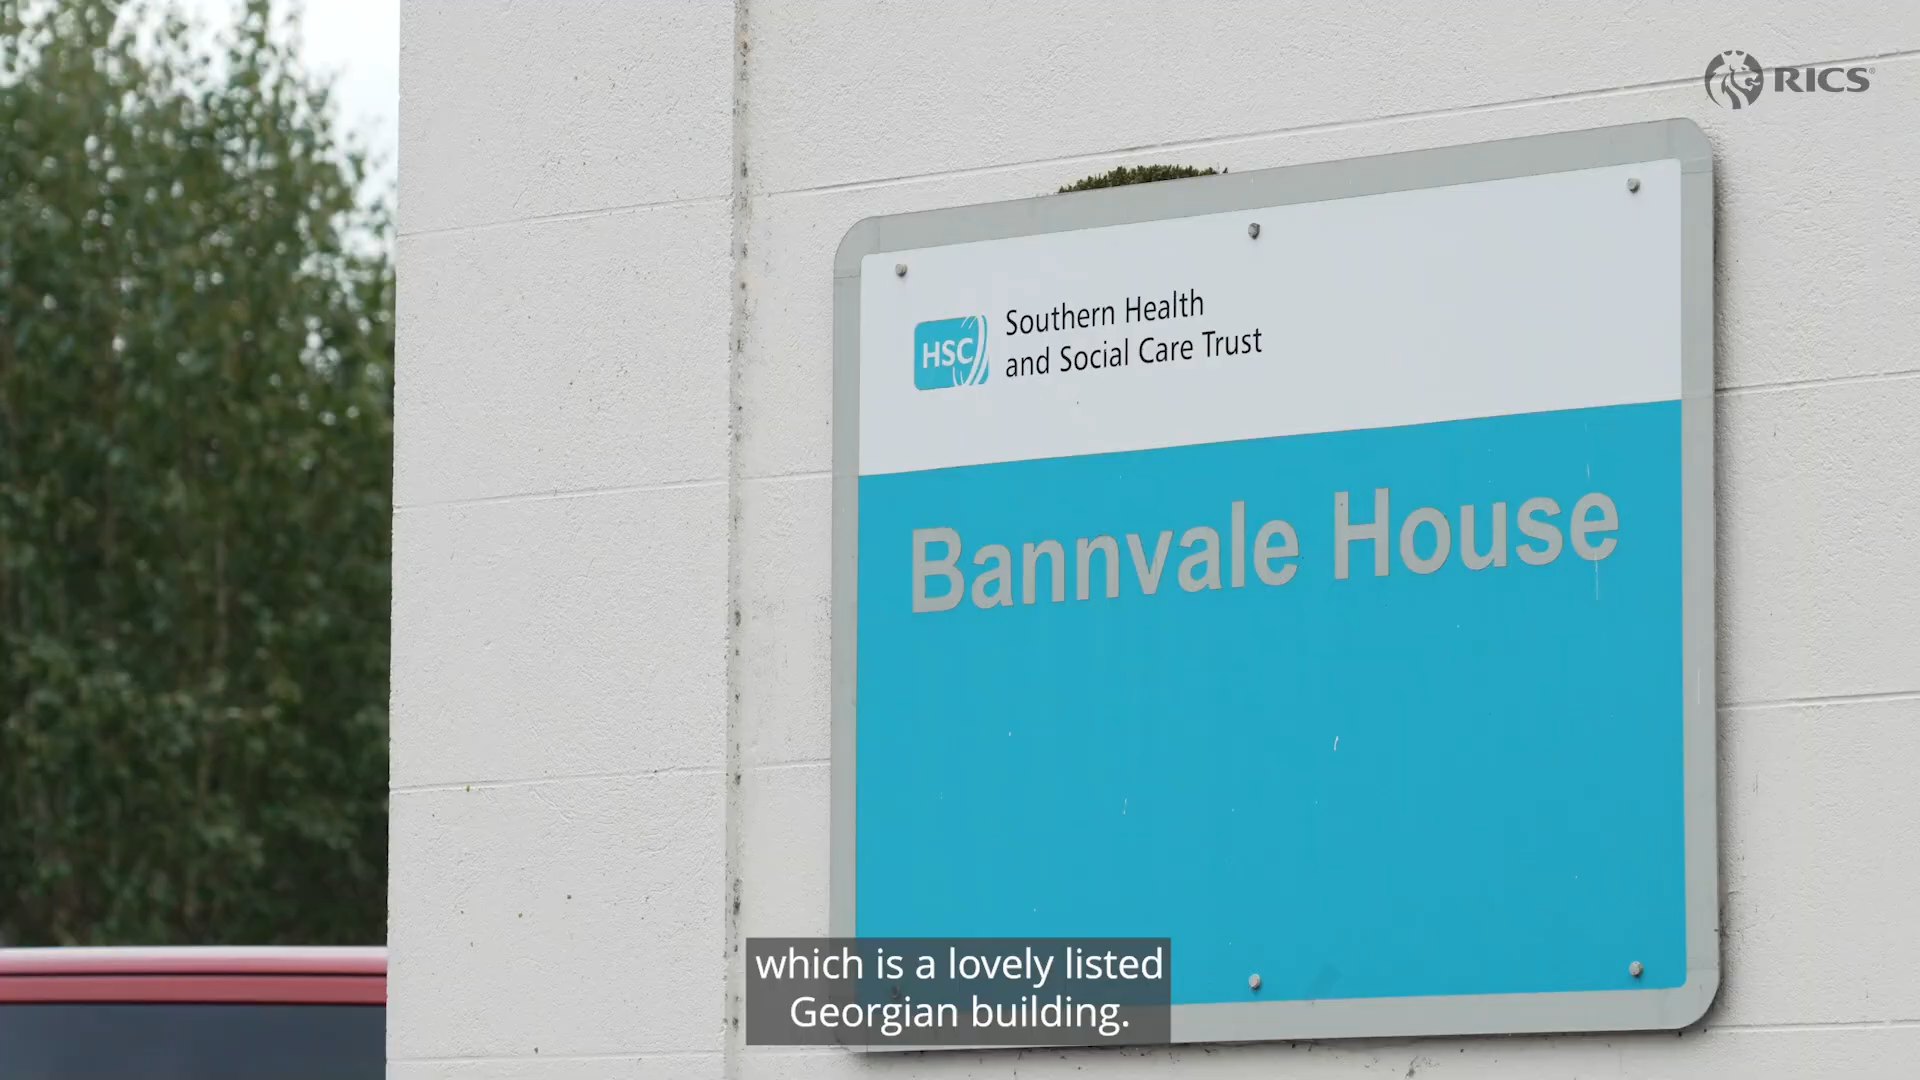 RICS
HSC
Southern Health
and Social Care Trust
Bannvale House
which is a lovely listed
Georgian building.